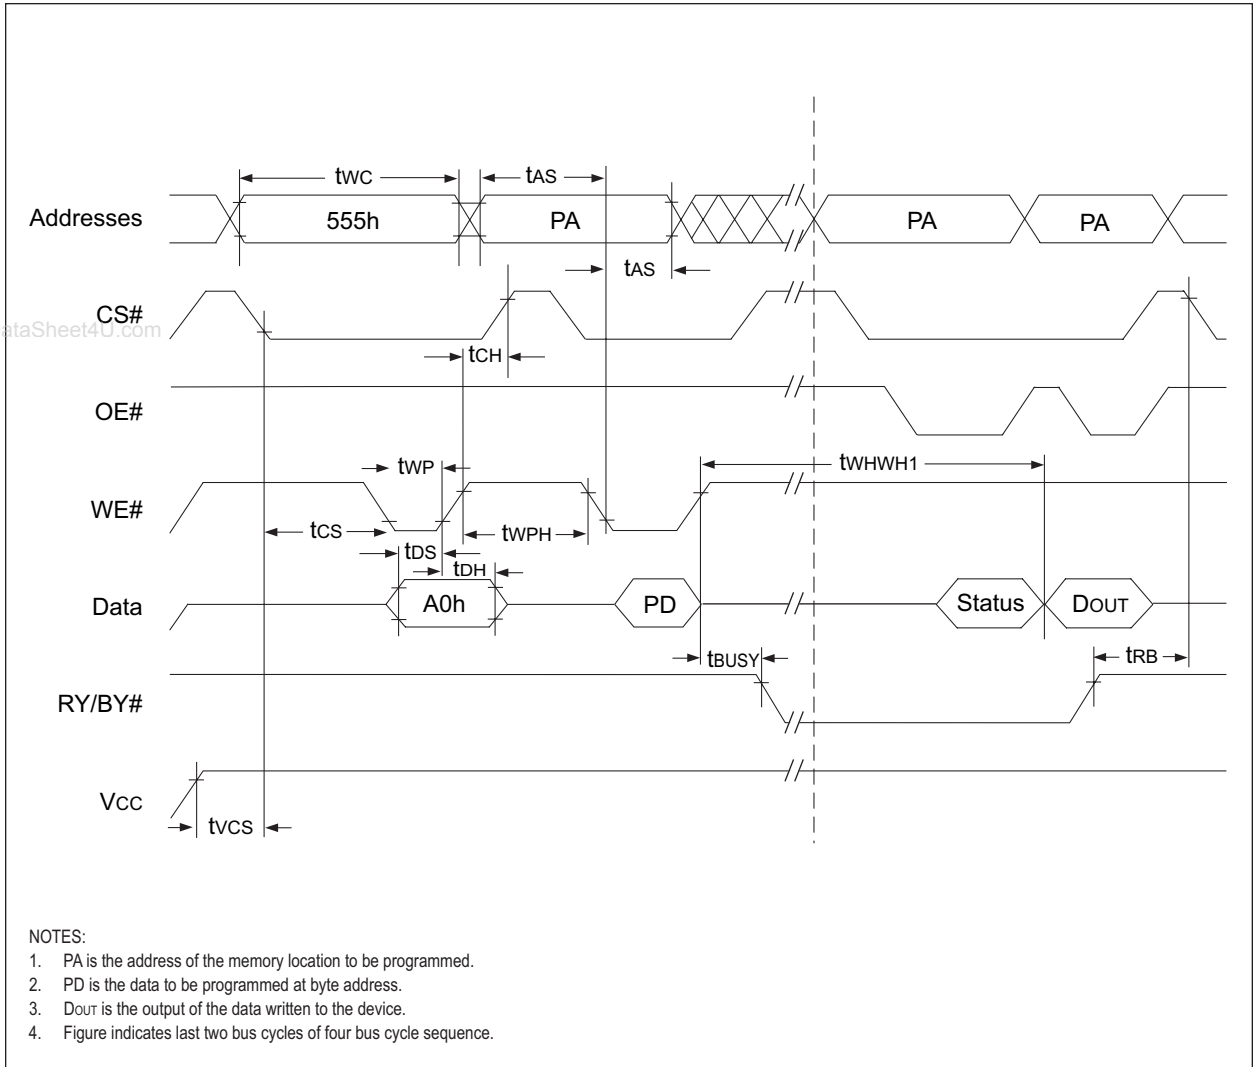 tWC
tAS
Addresses
555h
PA
PA
PA
tAS
CS#
ataSheet4U.com
tCH
OE#
tWP
tWHWH1
WE#
tCS
tWPH
tDS
tDH
Data
A0h
PD
Status
DOUT
tBUSY
tRB
RY/BY#
VCC
tVCS
NOTES:
1. PA is the address of the memory location to be programmed.
2. PD is the data to be programmed at byte address.
3. DOUT is the output of the data written to the device.
4. Figure indicates last two bus cycles of four bus cycle sequence.